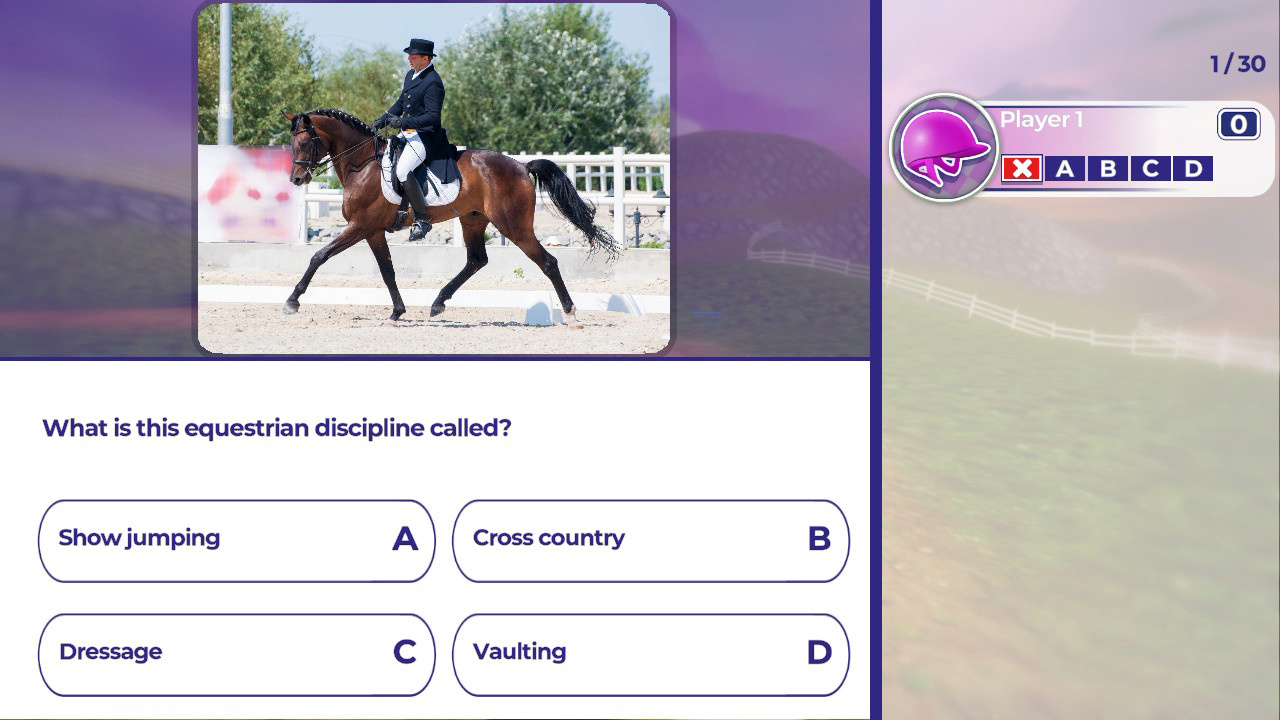 1 / 30
Player 1
0
X A B C D
What is this equestrian discipline called?
Show jumping A
Cross country B
Dressage C
Vaulting D